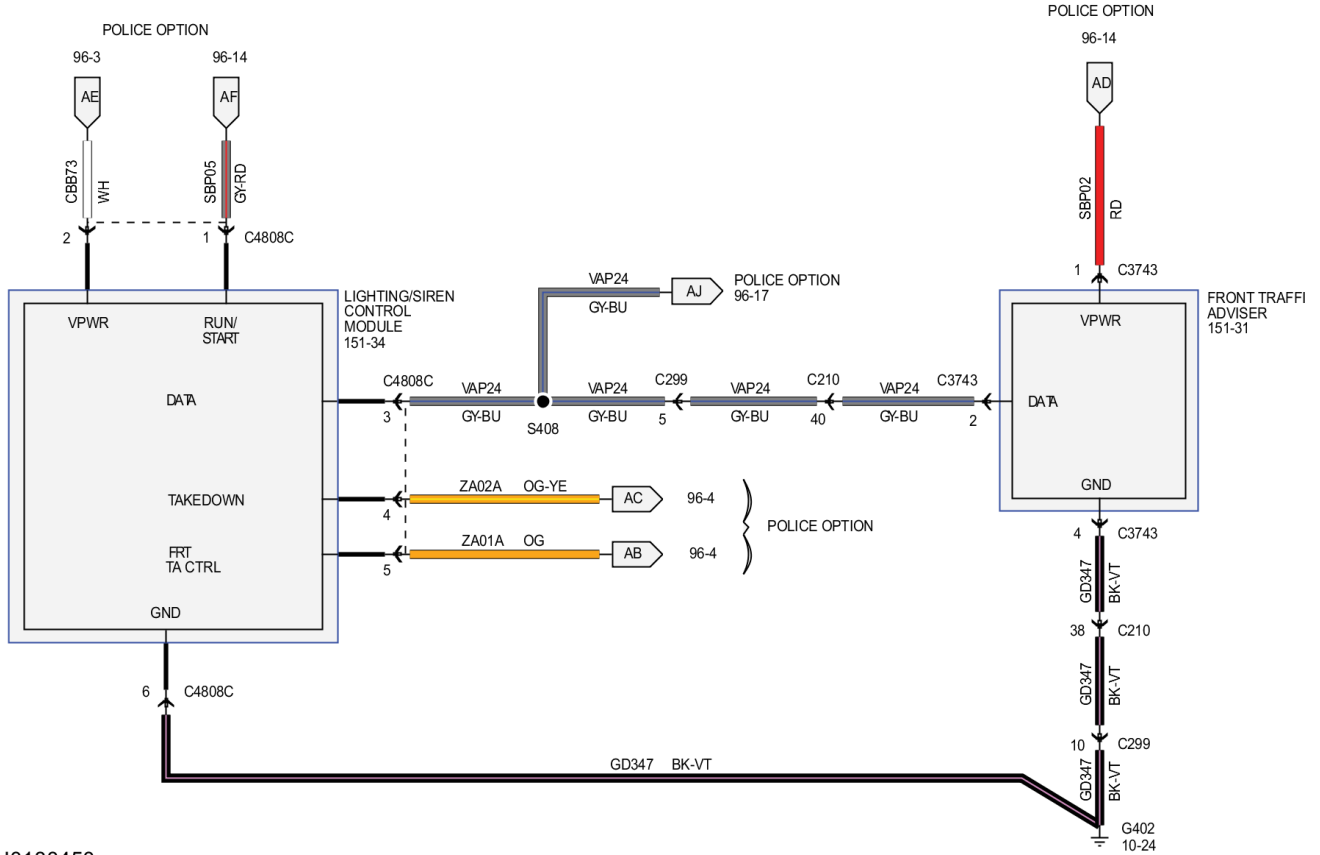 POLICE OPTION
96-3
96-14
AE
AF
CBB73
WH
SBP05
GY-RD
2
1
C4808C
POLICE OPTION
96-14
AD
SBP02
RD
1
C3743
LIGHTING/SIREN
CONTROL
MODULE
151-34
VPWR
RUN/
START
DATA
TAKEDOWN
FRT
TA CTRL
GND
C4808C
3
VAP24
GY-BU
S408
VAP24
GY-BU
AJ
POLICE OPTION
96-17
VAP24
GY-BU
C299
5
VAP24
GY-BU
C210
40
VAP24
GY-BU
C3743
2
FRONT TRAFFI
ADVISER
151-31
VPWR
DATA
GND
4
ZA02A OG-YE
AC
96-4
5
ZA01A OG
AB
96-4
POLICE OPTION
4
C3743
GD347
BK-VT
38
C210
GD347
BK-VT
10
C299
GD347
BK-VT
6
C4808C
GD347 BK-VT
G402
10-24